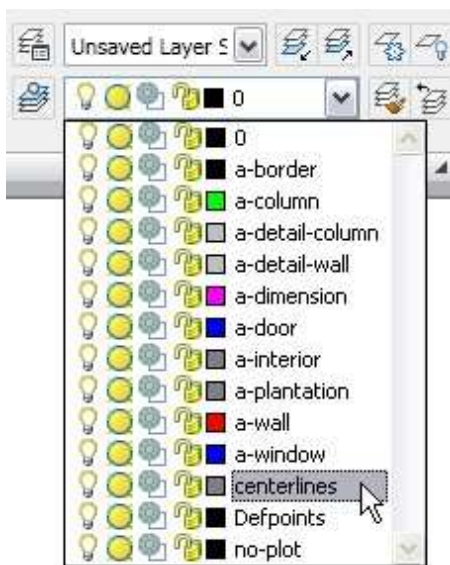 Unsaved Layer S
0
0
a-border
a-column
a-detail-column
a-detail-wall
a-dimension
a-door
a-interior
a-plantation
a-wall
a-window
centerlines
Defpoints
no-plot